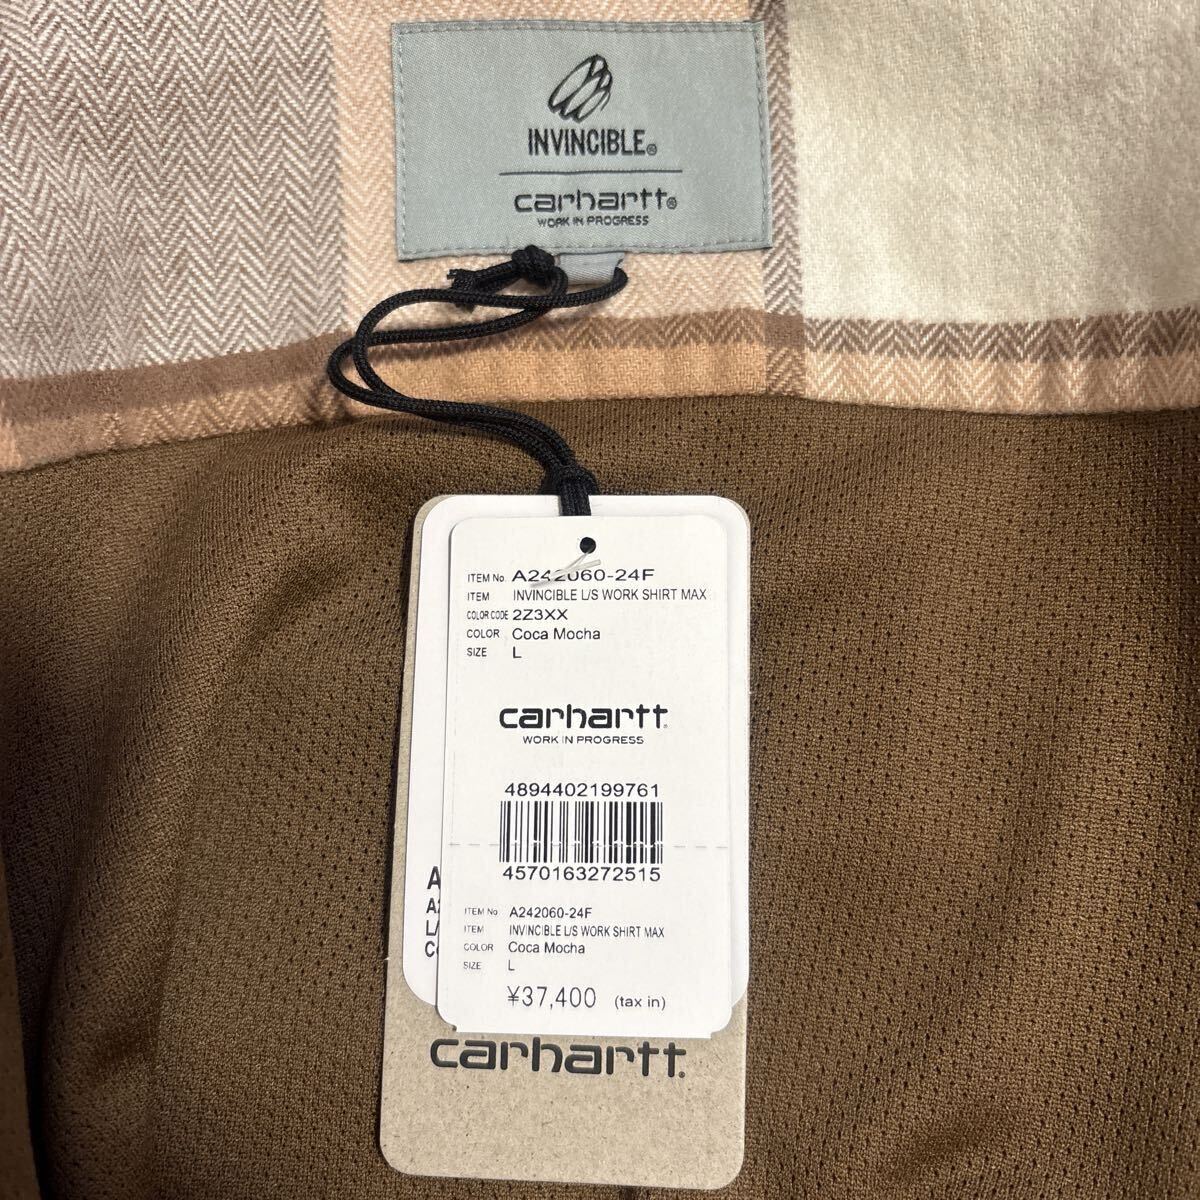 INVINCIBLE®
carhartt®
WORK IN PROGRESS
ITEM No. A242060-24F
ITEM INVINCIBLE L/S WORK SHIRT MAX
COLOR CODE 2Z3XX
COLOR Coca Mocha
SIZE L
carhartt
WORK IN PROGRESS
4894402199761
4570163272515
ITEM No A242060-24F
ITEM INVINCIBLE L/S WORK SHIRT MAX
COLOR Coca Mocha
SIZE L
¥37,400 (tax in)
A
A2
L/
Co
carhartt.